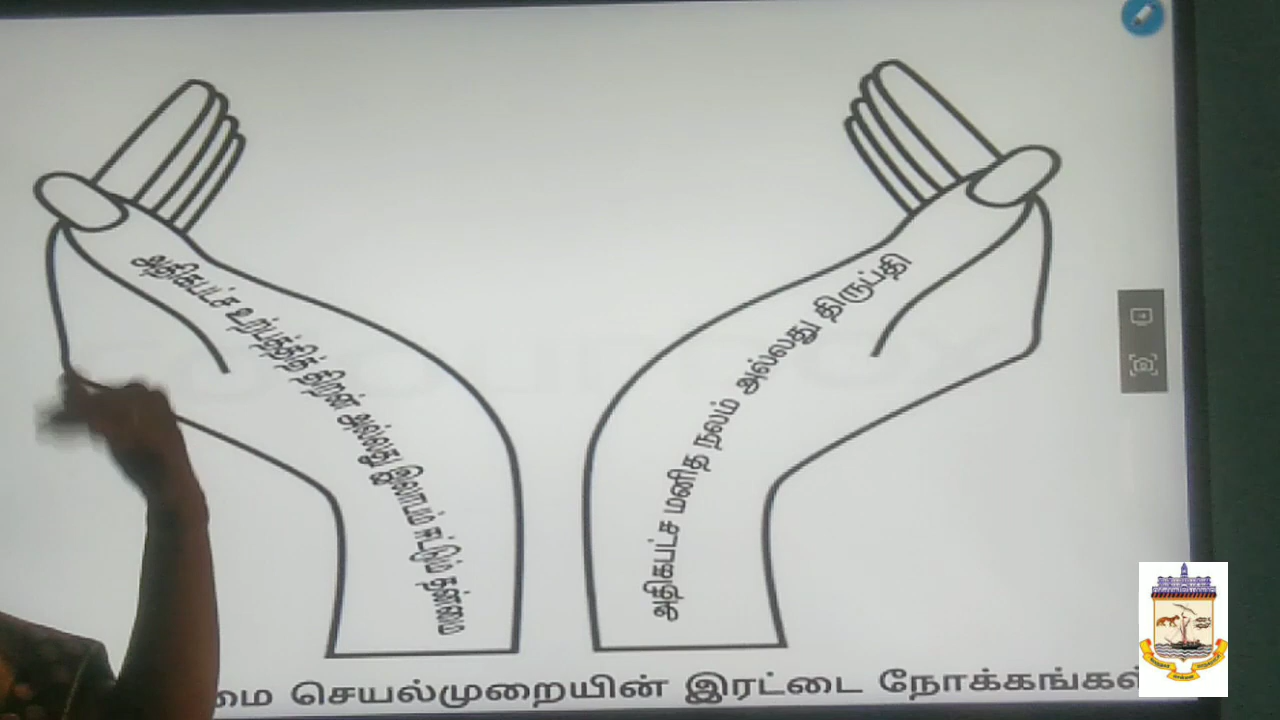 அதிகபட்ச உற்பத்தித் திறன் அல்லது இலாபம் ஈட்டும் தன்மை
அதிகபட்ச மனித நலம் அல்லது திருப்தி
செயல்முறையின் இரட்டை நோக்கங்கள்